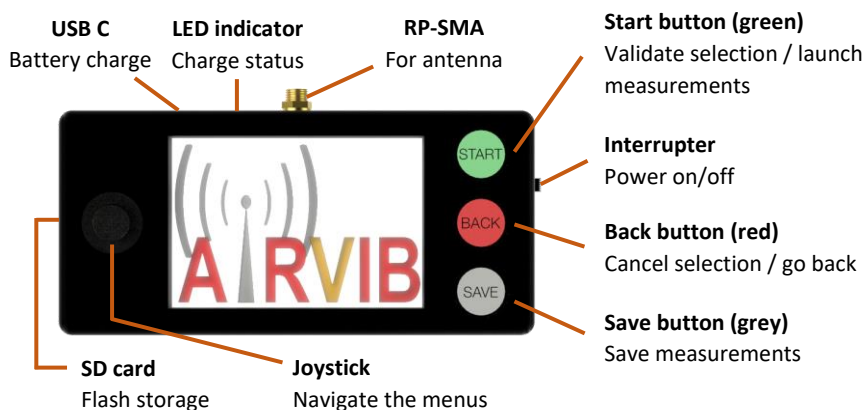 USB C
Battery charge
LED indicator
Charge status
RP-SMA
For antenna
Start button (green)
Validate selection / launch
measurements
Interrupter
Power on/off
Back button (red)
Cancel selection / go back
Save button (grey)
Save measurements
START
BACK
SAVE
AIRVIB
SD card
Flash storage
Joystick
Navigate the menus